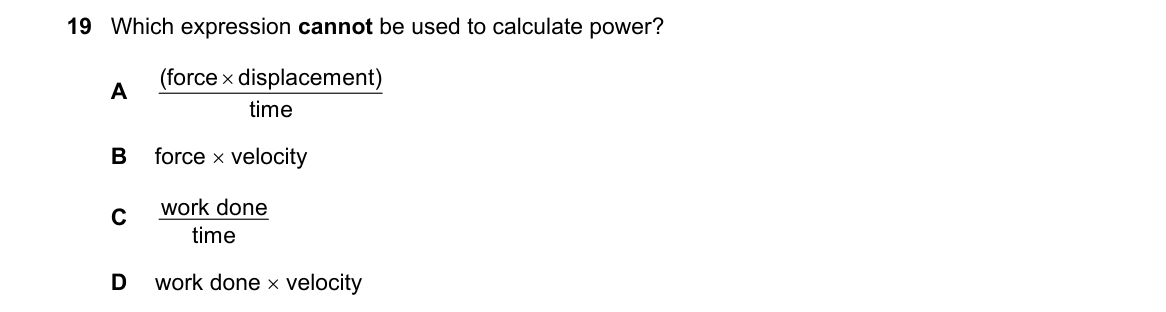 19 Which expression cannot be used to calculate power?
A (force × displacement)
time
B force × velocity
C work done
time
D work done × velocity